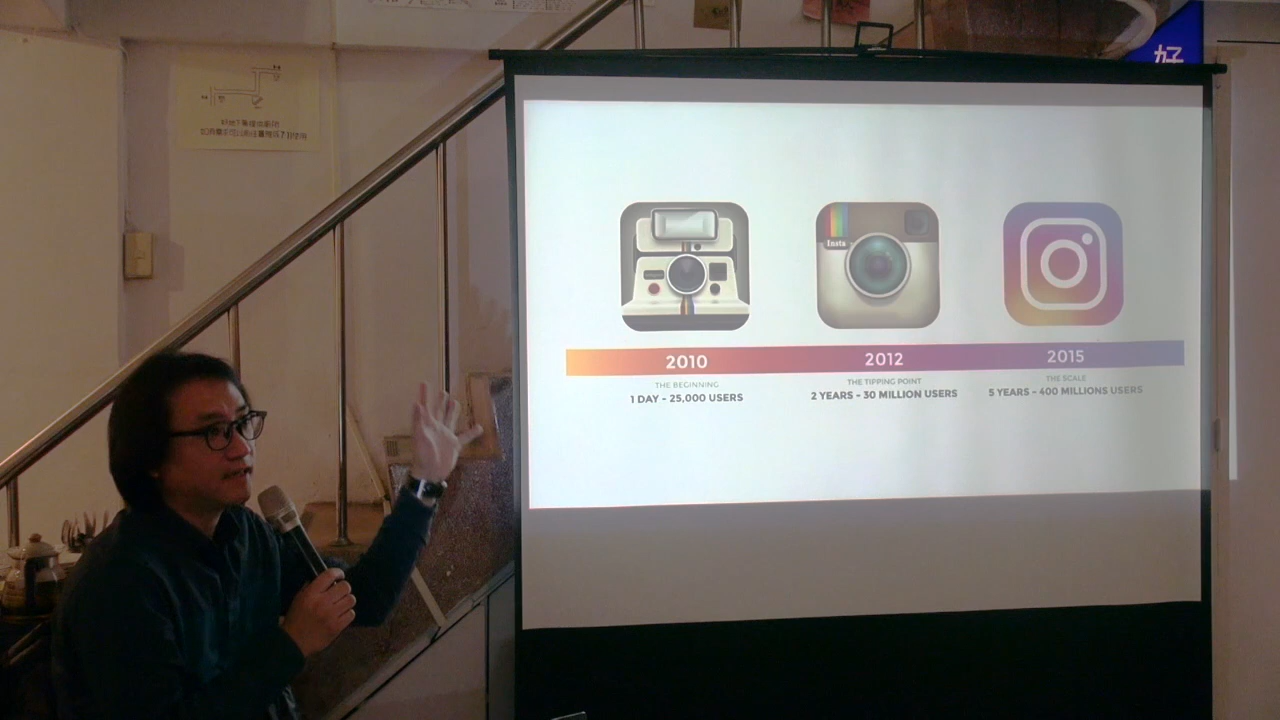 好
Insta
2010
2012
2015
THE BEGINNING
THE TIPPING POINT
THE SCALE
1 DAY - 25,000 USERS
2 YEARS - 30 MILLION USERS
5 YEARS - 400 MILLIONS USERS